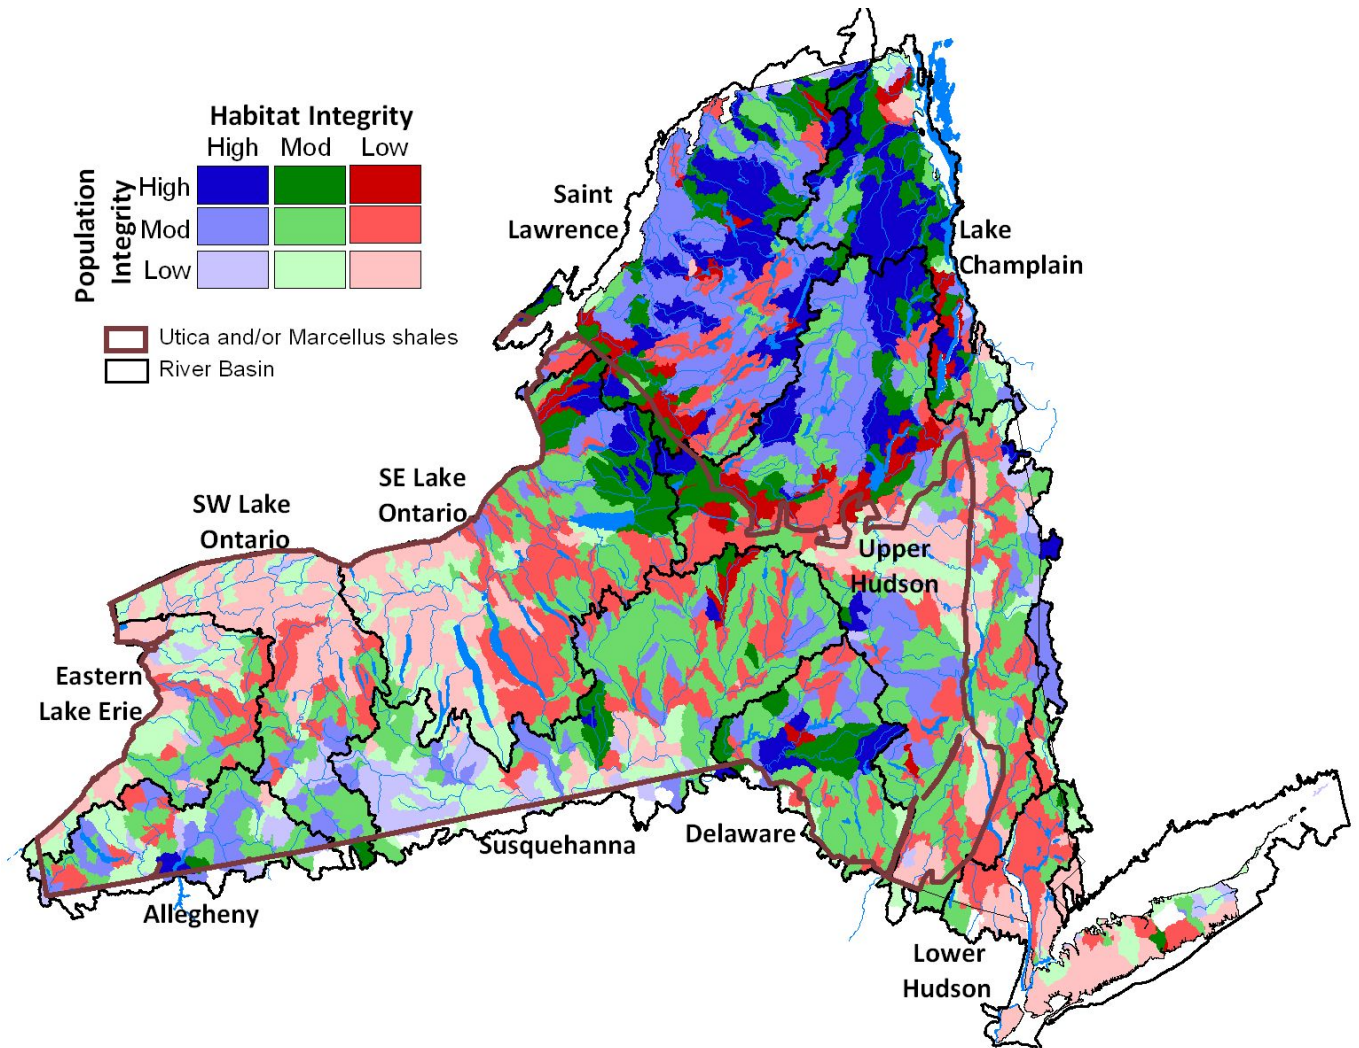 Habitat Integrity
High Mod Low
Population
Integrity
High
Mod
Low
Utica and/or Marcellus shales
River Basin
Saint
Lawrence
Lake
Champlain
SE Lake
Ontario
SW Lake
Ontario
Upper
Hudson
Eastern
Lake Erie
Susquehanna
Delaware
Allegheny
Lower
Hudson